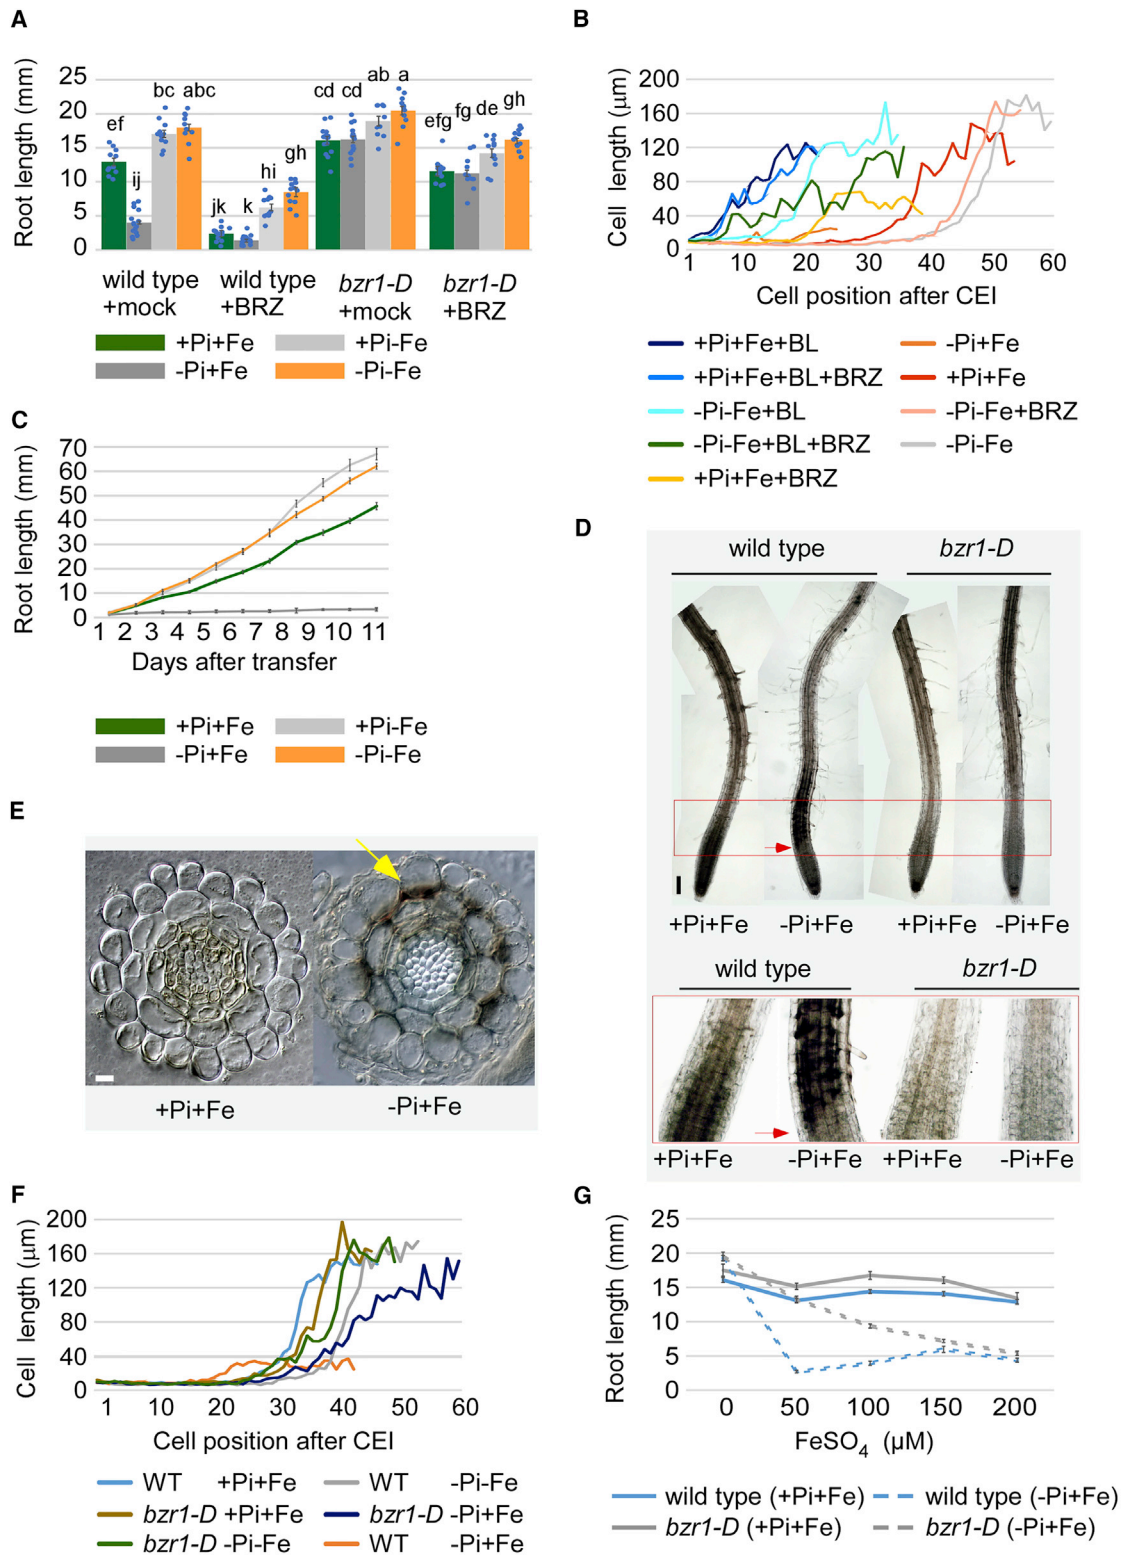 A
Root length (mm)
25
20
15
10
5
0
ef
ij
bc
abc
jk
k
hi
gh
cd
cd
ab
a
efg
fg
de
gh
wild type
+mock
wild type
+BRZ
bzr1-D
+mock
bzr1-D
+BRZ
+Pi+Fe
+Pi-Fe
-Pi+Fe
-Pi-Fe
B
Cell length (μm)
200
160
120
80
40
0
1 10 20 30 40 50 60
Cell position after CEI
+Pi+Fe+BL
-Pi+Fe
+Pi+Fe+BL+BRZ
+Pi+Fe
-Pi-Fe+BL
-Pi-Fe+BRZ
-Pi-Fe+BL+BRZ
-Pi-Fe
+Pi+Fe+BRZ
C
Root length (mm)
70
60
50
40
30
20
10
0
1 2 3 4 5 6 7 8 9 10 11
Days after transfer
+Pi+Fe
+Pi-Fe
-Pi+Fe
-Pi-Fe
D
wild type
bzr1-D
+Pi+Fe
-Pi+Fe
+Pi+Fe
-Pi+Fe
wild type
bzr1-D
+Pi+Fe
-Pi+Fe
+Pi+Fe
-Pi+Fe
E
+Pi+Fe
-Pi+Fe
F
Cell length (μm)
200
160
120
80
40
0
1 10 20 30 40 50 60
Cell position after CEI
WT +Pi+Fe
WT -Pi-Fe
bzr1-D +Pi+Fe
bzr1-D -Pi+Fe
bzr1-D -Pi-Fe
WT -Pi+Fe
G
Root length (mm)
25
20
15
10
5
0
0 50 100 150 200
FeSO4 (μM)
wild type (+Pi+Fe)
wild type (-Pi+Fe)
bzr1-D (+Pi+Fe)
bzr1-D (-Pi+Fe)